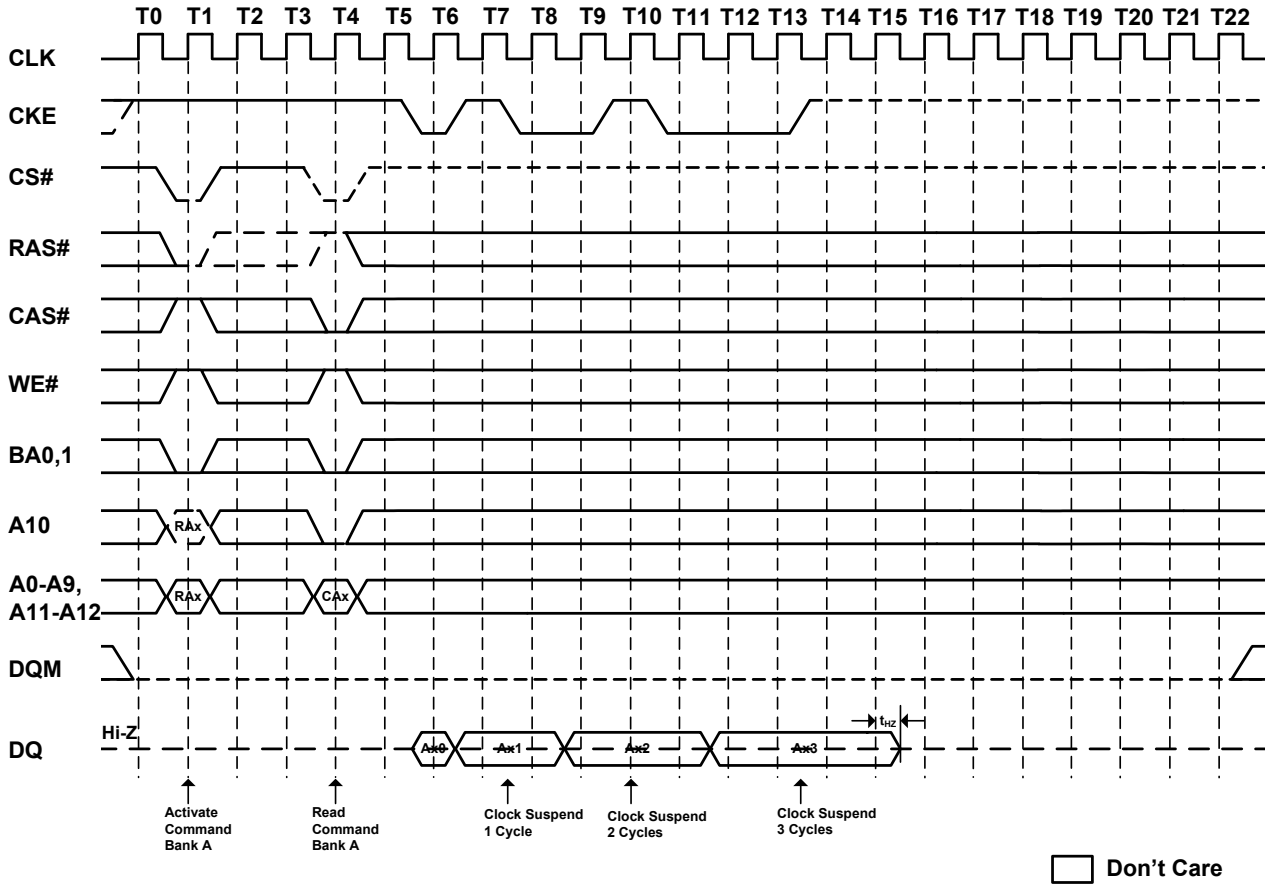 T0 T1 T2 T3 T4 T5 T6 T7 T8 T9 T10 T11 T12 T13 T14 T15 T16 T17 T18 T19 T20 T21 T22
CLK
CKE
CS#
RAS#
CAS#
WE#
BA0,1
A10
RAx
A0-A9,
A11-A12
RAx
CAx
DQM
tHZ
Hi-Z
DQ
Ax0
Ax1
Ax2
Ax3
Activate
Command
Bank A
Read
Command
Bank A
Clock Suspend
1 Cycle
Clock Suspend
2 Cycles
Clock Suspend
3 Cycles
Don't Care